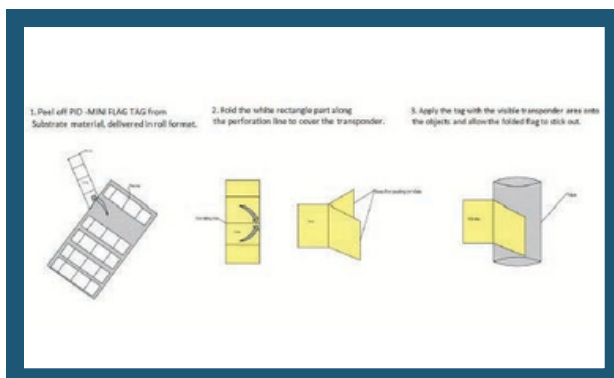 1. Peel off PID -MINI FLAG TAG from
Substrate material, delivered in roll format.
2. Fold the white rectangle part along
the perforation line to cover the transponder.
3. Apply the tag with the visible transponder area onto
the objects and allow the folded flag to stick out.